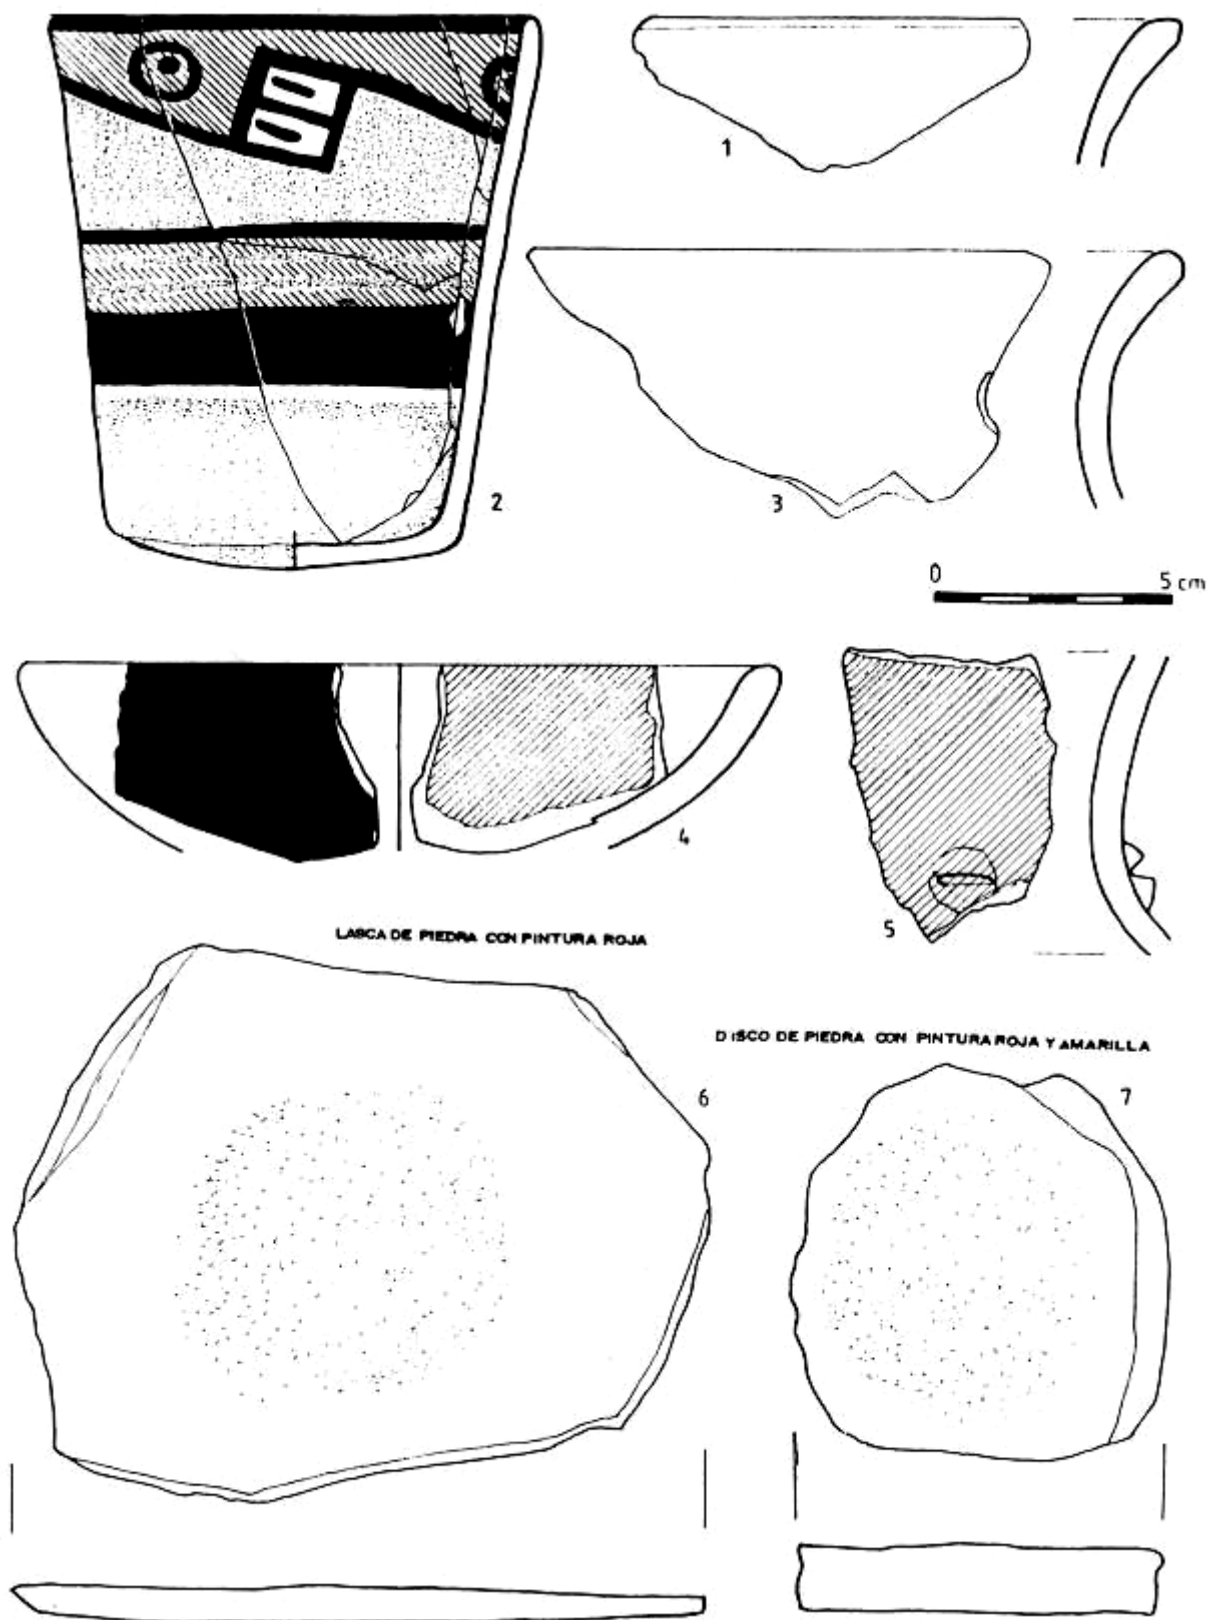 1
2
3
0 5 cm
4
5
LASCA DE PIEDRA CON PINTURA ROJA
DISCO DE PIEDRA CON PINTURA ROJA Y AMARILLA
6
7